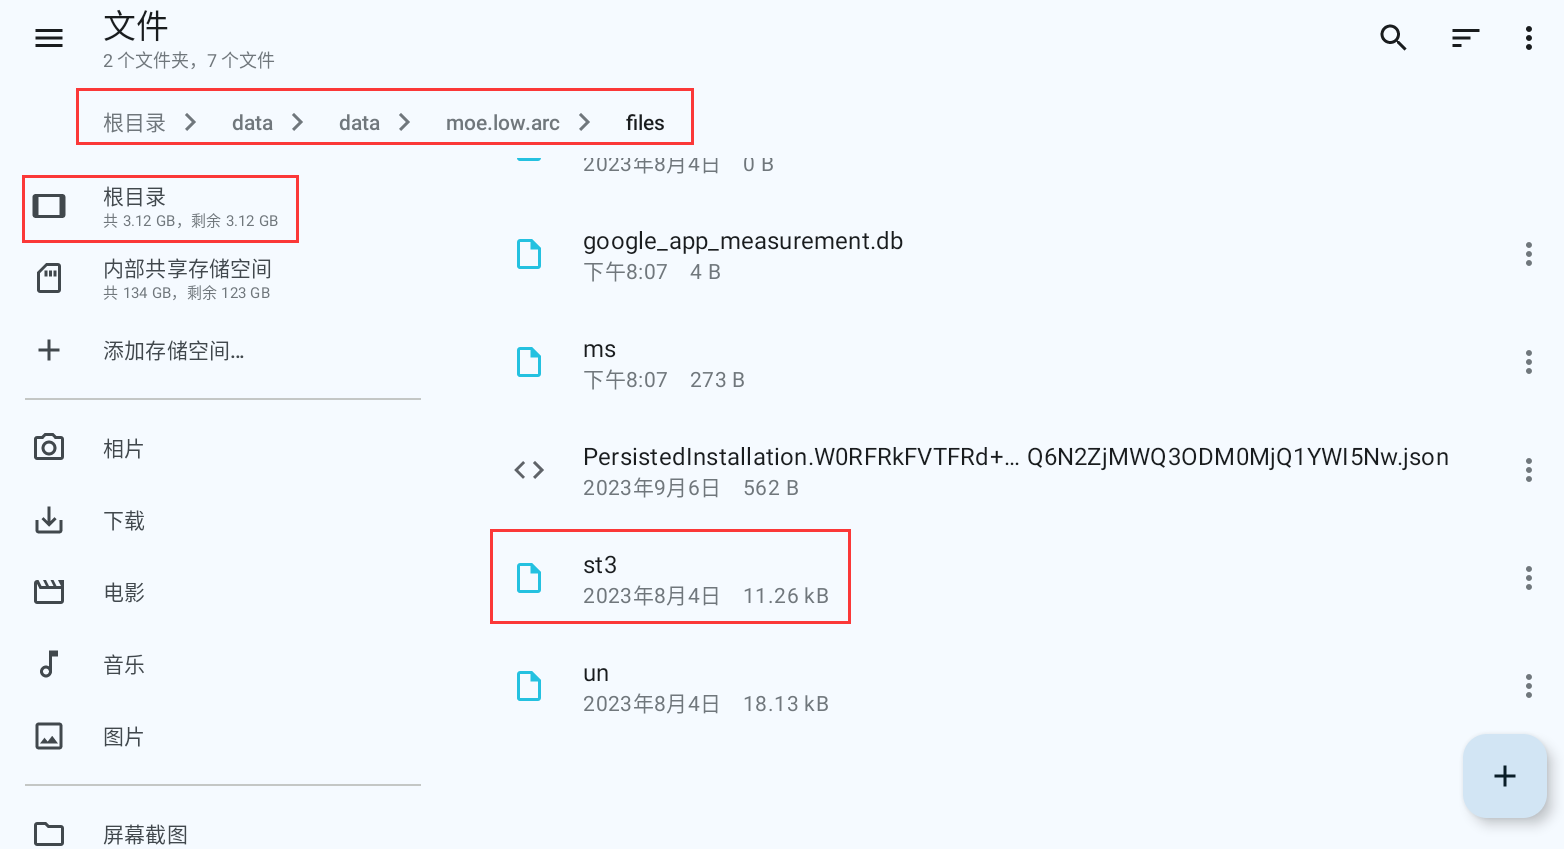 文件
2 个文件夹，7 个文件
根目录 data data moe.low.arc files
根目录
共 3.12 GB，剩余 3.12 GB
内部共享存储空间
共 134 GB，剩余 123 GB
添加存储空间…
相片
下载
电影
音乐
图片
屏幕截图
2023年8月4日 0 B
google_app_measurement.db
下午8:07 4 B
ms
下午8:07 273 B
PersistedInstallation.W0RFRkFVTFRd+… Q6N2ZjMWQ3ODM0MjQ1YWI5Nw.json
2023年9月6日 562 B
st3
2023年8月4日 11.26 kB
un
2023年8月4日 18.13 kB